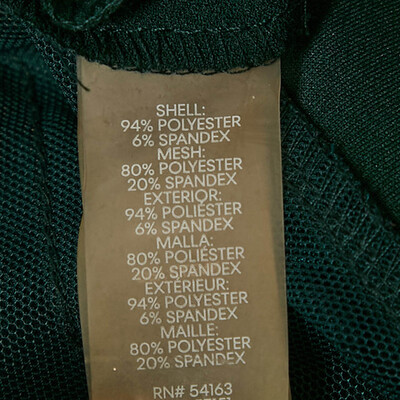 SHELL:
94% POLYESTER
6% SPANDEX
MESH:
80% POLYESTER
20% SPANDEX
EXTERIOR:
94% POLIÉSTER
6% SPANDEX
MALLA:
80% POLIÉSTER
20% SPANDEX
EXTÉRIEUR:
94% POLYESTER
6% SPANDEX
MAILLE:
80% POLYESTER
20% SPANDEX
RN# 54163